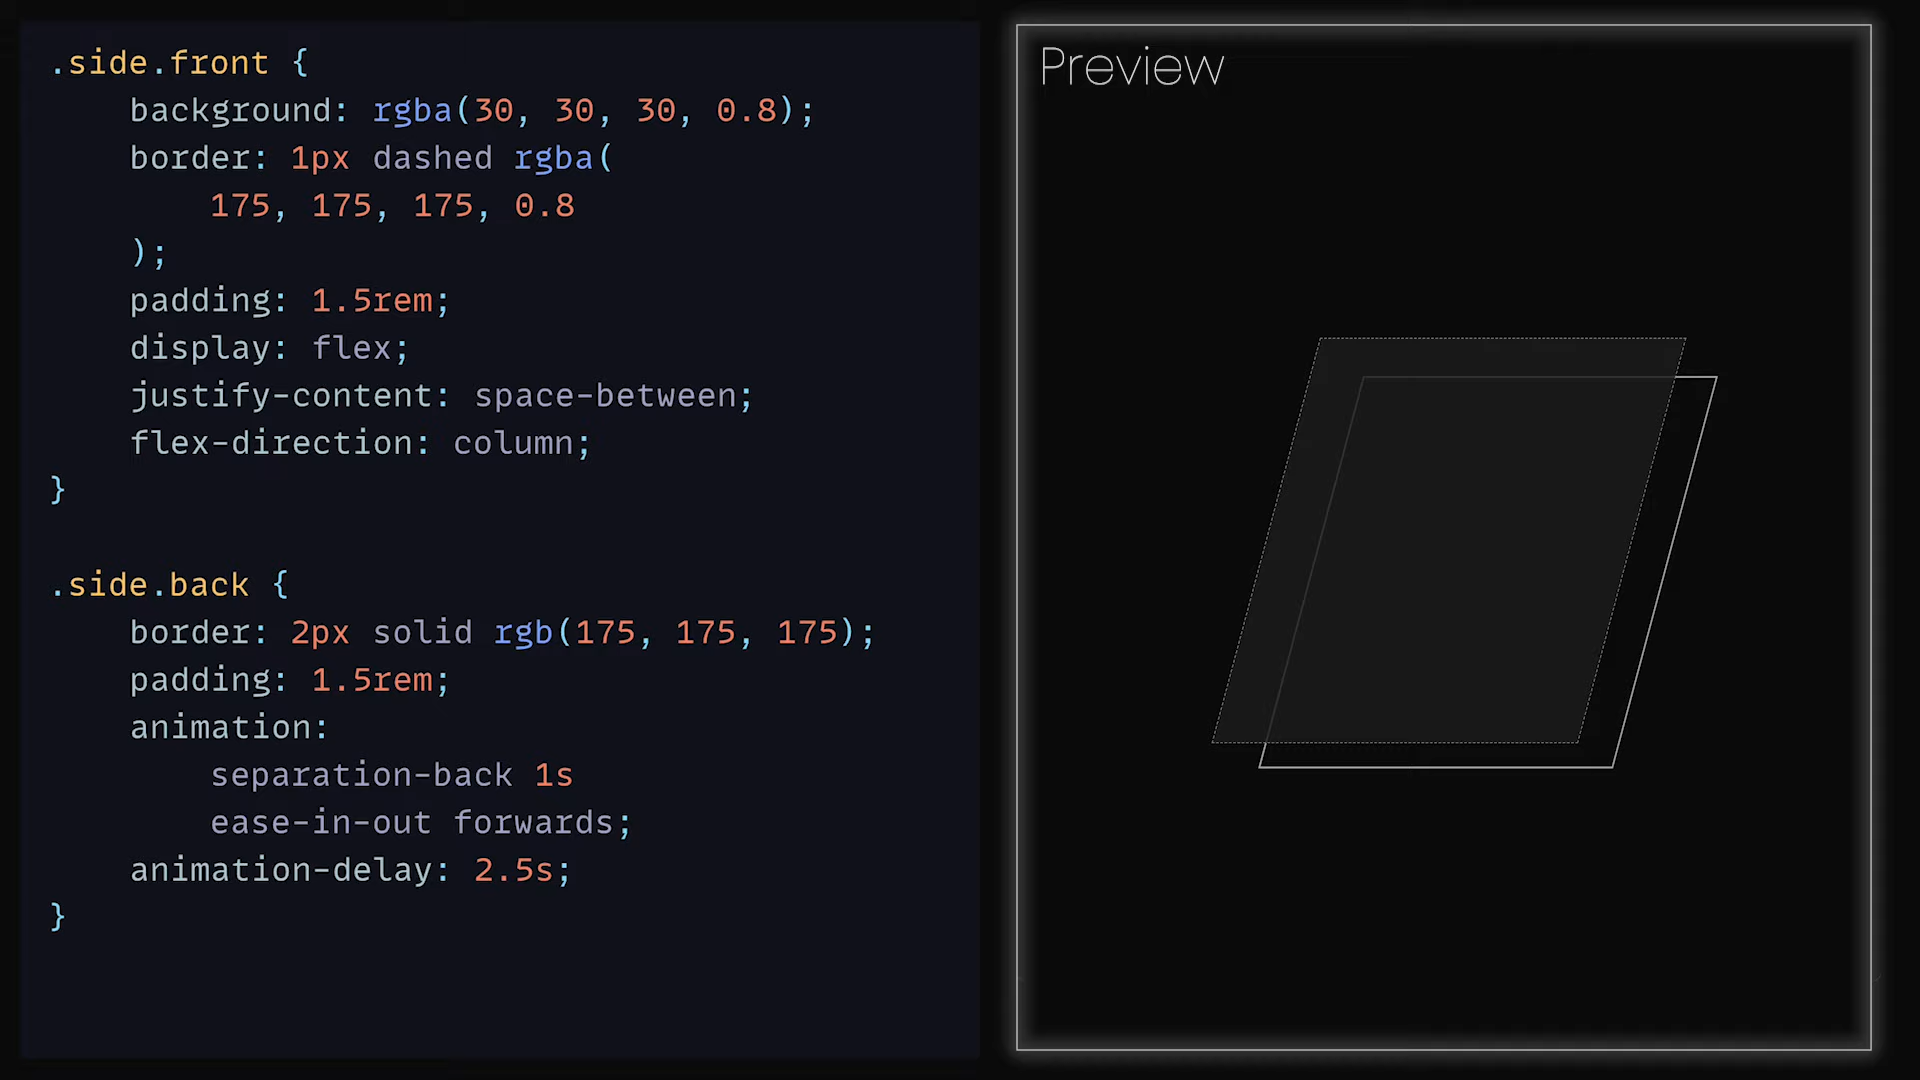 .side.front {
    background: rgba(30, 30, 30, 0.8);
    border: 1px dashed rgba(
        175, 175, 175, 0.8
    );
    padding: 1.5rem;
    display: flex;
    justify-content: space-between;
    flex-direction: column;
}

.side.back {
    border: 2px solid rgb(175, 175, 175);
    padding: 1.5rem;
    animation:
        separation-back 1s
        ease-in-out forwards;
    animation-delay: 2.5s;
}
Preview